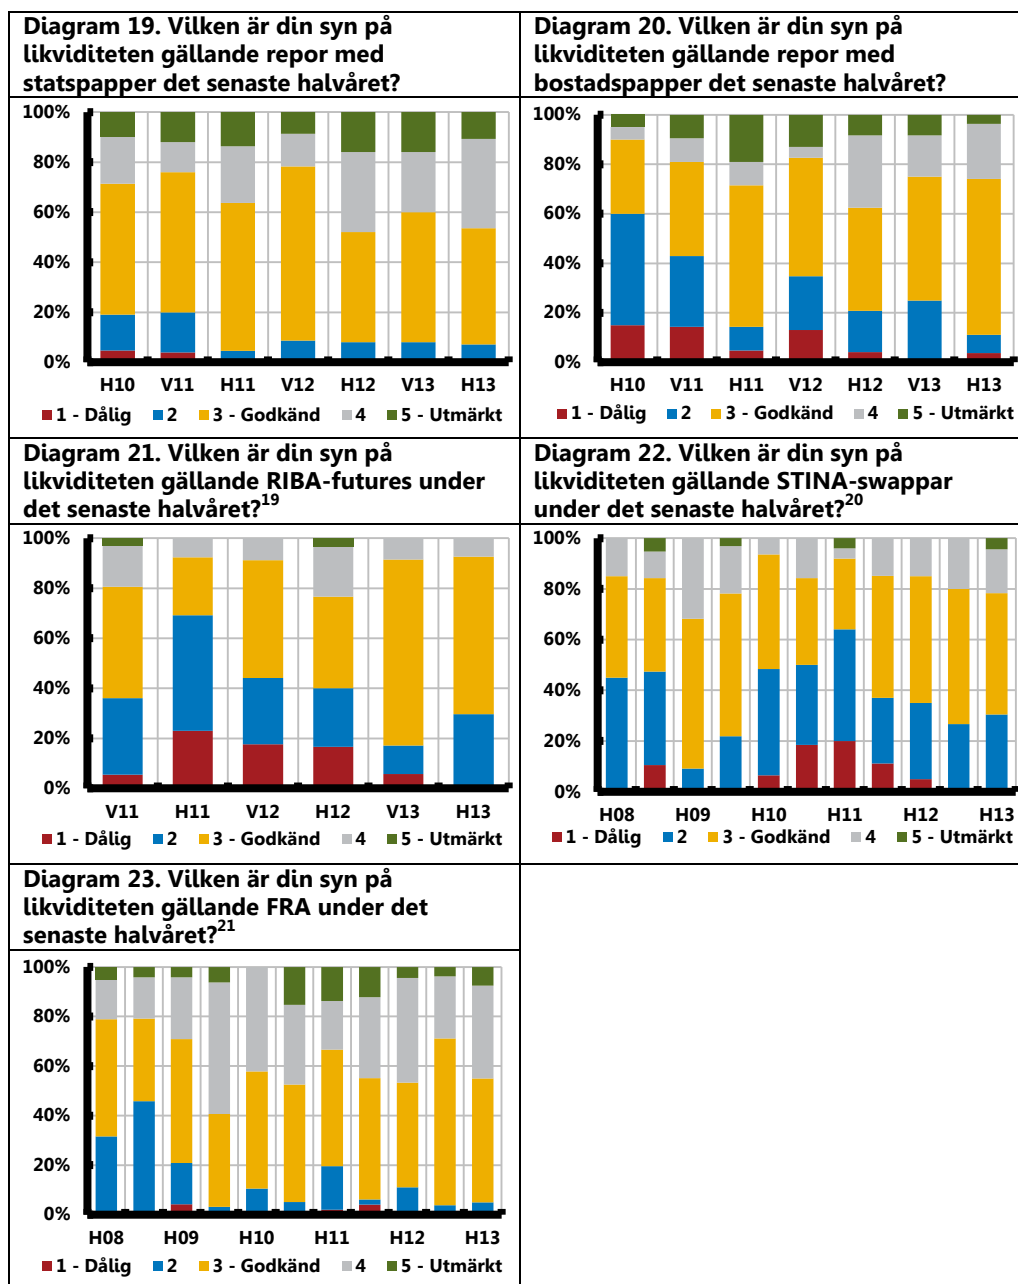 Diagram 19. Vilken är din syn på
likviditeten gällande repor med
statspapper det senaste halvåret?
100%
80%
60%
40%
20%
0%
H10 V11 H11 V12 H12 V13 H13
1 - Dålig 2 3 - Godkänd 4 5 - Utmärkt
Diagram 20. Vilken är din syn på
likviditeten gällande repor med
bostadspapper det senaste halvåret?
100%
80%
60%
40%
20%
0%
H10 V11 H11 V12 H12 V13 H13
1 - Dålig 2 3 - Godkänd 4 5 - Utmärkt
Diagram 21. Vilken är din syn på
likviditeten gällande RIBA-futures under
det senaste halvåret?19
100%
80%
60%
40%
20%
0%
V11 H11 V12 H12 V13 H13
1 - Dålig 2 3 - Godkänd 4 5 - Utmärkt
Diagram 22. Vilken är din syn på
likviditeten gällande STINA-swappar
under det senaste halvåret?20
100%
80%
60%
40%
20%
0%
H08 H09 H10 H11 H12 H13
1 - Dålig 2 3 - Godkänd 4 5 - Utmärkt
Diagram 23. Vilken är din syn på
likviditeten gällande FRA under det
senaste halvåret?21
100%
80%
60%
40%
20%
0%
H08 H09 H10 H11 H12 H13
1 - Dålig 2 3 - Godkänd 4 5 - Utmärkt